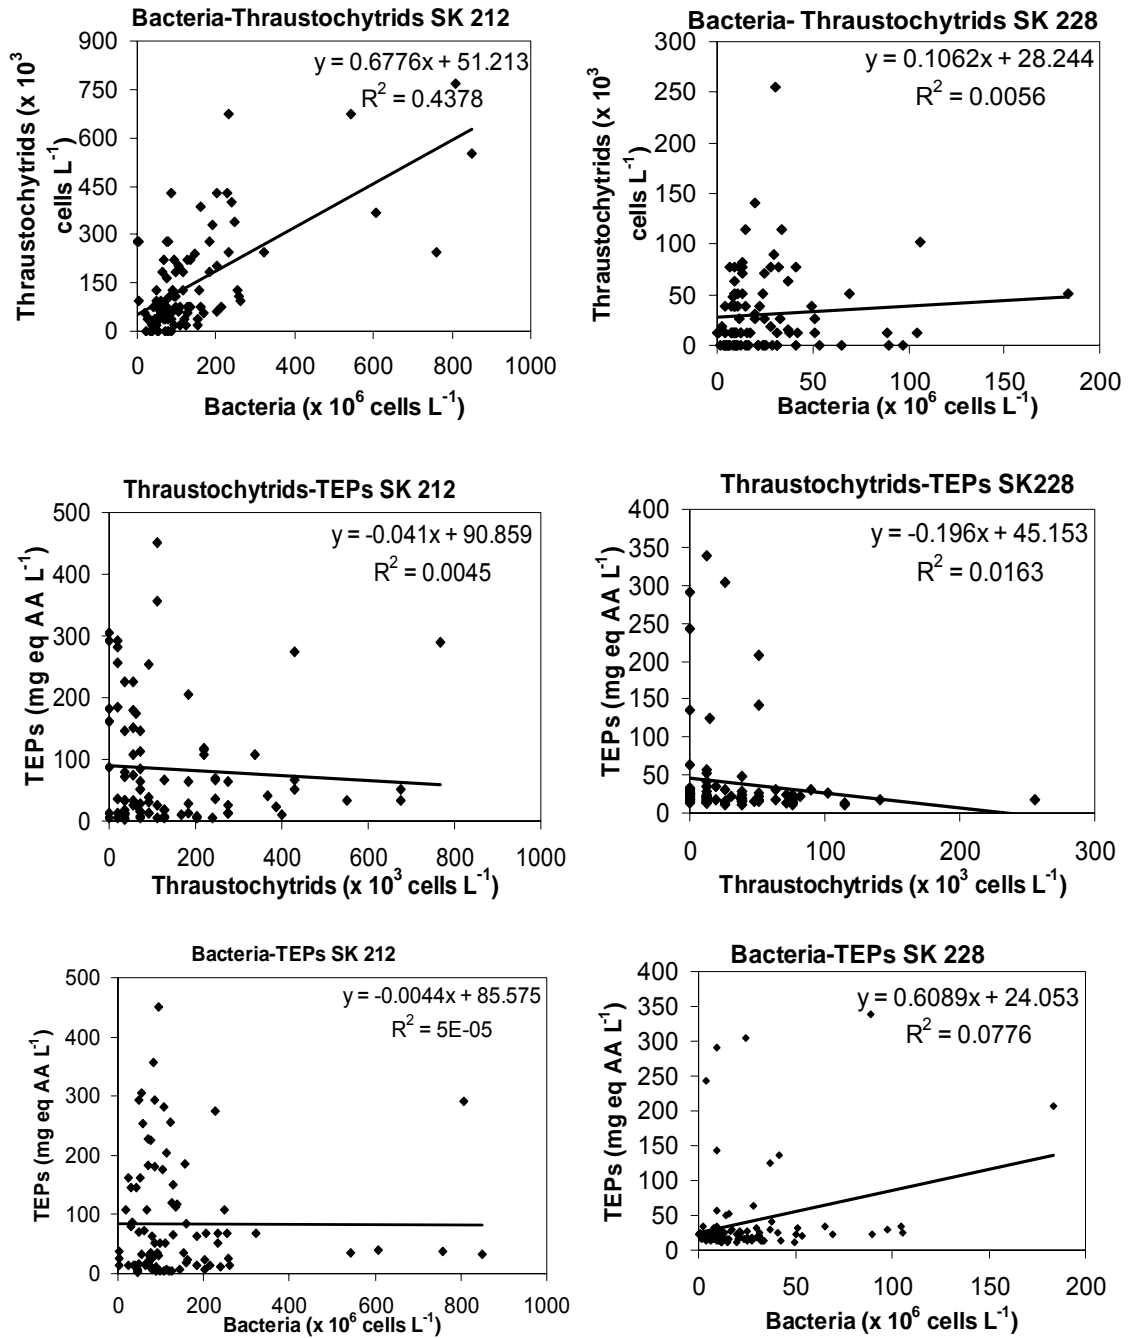 Bacteria-Thraustochytrids SK 212
y = 0.6776x + 51.213
R² = 0.4378
900
750
600
450
300
150
0
Thraustochytrids (x 10³
cells L⁻¹)
0 200 400 600 800 1000
Bacteria (x 10⁶ cells L⁻¹)
Bacteria- Thraustochytrids SK 228
y = 0.1062x + 28.244
R² = 0.0056
300
250
200
150
100
50
0
Thraustochytrids (x 10³
cells L⁻¹)
0 50 100 150 200
Bacteria (x 10⁶ cells L⁻¹)
Thraustochytrids-TEPs SK 212
y = -0.041x + 90.859
R² = 0.0045
500
400
300
200
100
0
TEPs (mg eq AA L⁻¹)
0 200 400 600 800 1000
Thraustochytrids (x 10³ cells L⁻¹)
Thraustochytrids-TEPs SK228
y = -0.196x + 45.153
R² = 0.0163
400
350
300
250
200
150
100
50
0
TEPs (mg eq AA L⁻¹)
0 100 200 300
Thraustochytrids (x 10³ cells L⁻¹)
Bacteria-TEPs SK 212
y = -0.0044x + 85.575
R² = 5E-05
500
400
300
200
100
0
TEPs (mg eq AA L⁻¹)
0 200 400 600 800 1000
Bacteria (x 10⁶ cells L⁻¹)
Bacteria-TEPs SK 228
y = 0.6089x + 24.053
R² = 0.0776
400
350
300
250
200
150
100
50
0
TEPs (mg eq AA L⁻¹)
0 50 100 150 200
Bacteria (x 10⁶ cells L⁻¹)